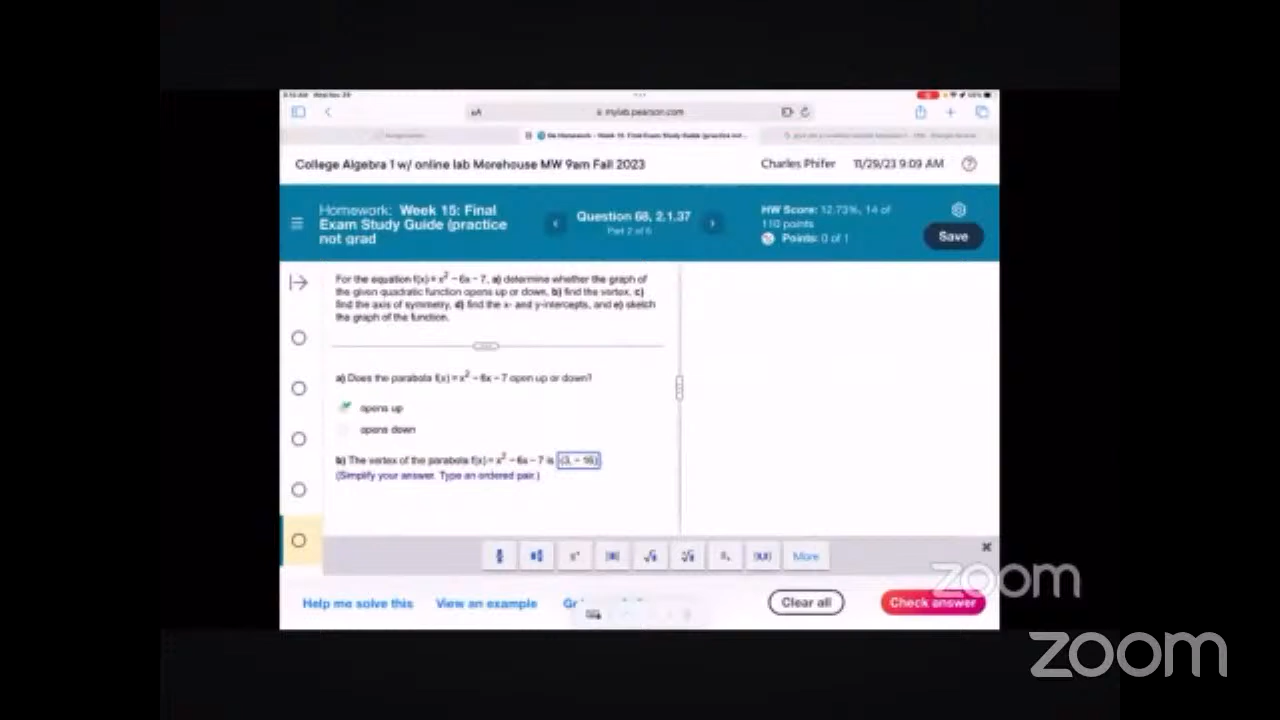 mylab.pearson.com
College Algebra 1 w/ online lab Morehouse MW 9am Fall 2023
Charles Phifer
11/29/23 9:09 AM
Homework: Week 15: Final
Exam Study Guide (practice
not grad
Question 68, 2.1.37
Part 2 of 6
HW Score: 12.73%, 14 of
110 points
Points: 0 of 1
Save
For the equation f(x) = x² − 6x − 7, a) determine whether the graph of
the given quadratic function opens up or down, b) find the vertex, c)
find the axis of symmetry, d) find the x- and y-intercepts, and e) sketch
the graph of the function.
a) Does the parabola f(x) = x² − 6x − 7 open up or down?
opens up
opens down
b) The vertex of the parabola f(x) = x² − 6x − 7 is (3, − 16)
(Simplify your answer. Type an ordered pair.)
More
Help me solve this
View an example
Clear all
Check answer
zoom
zoom